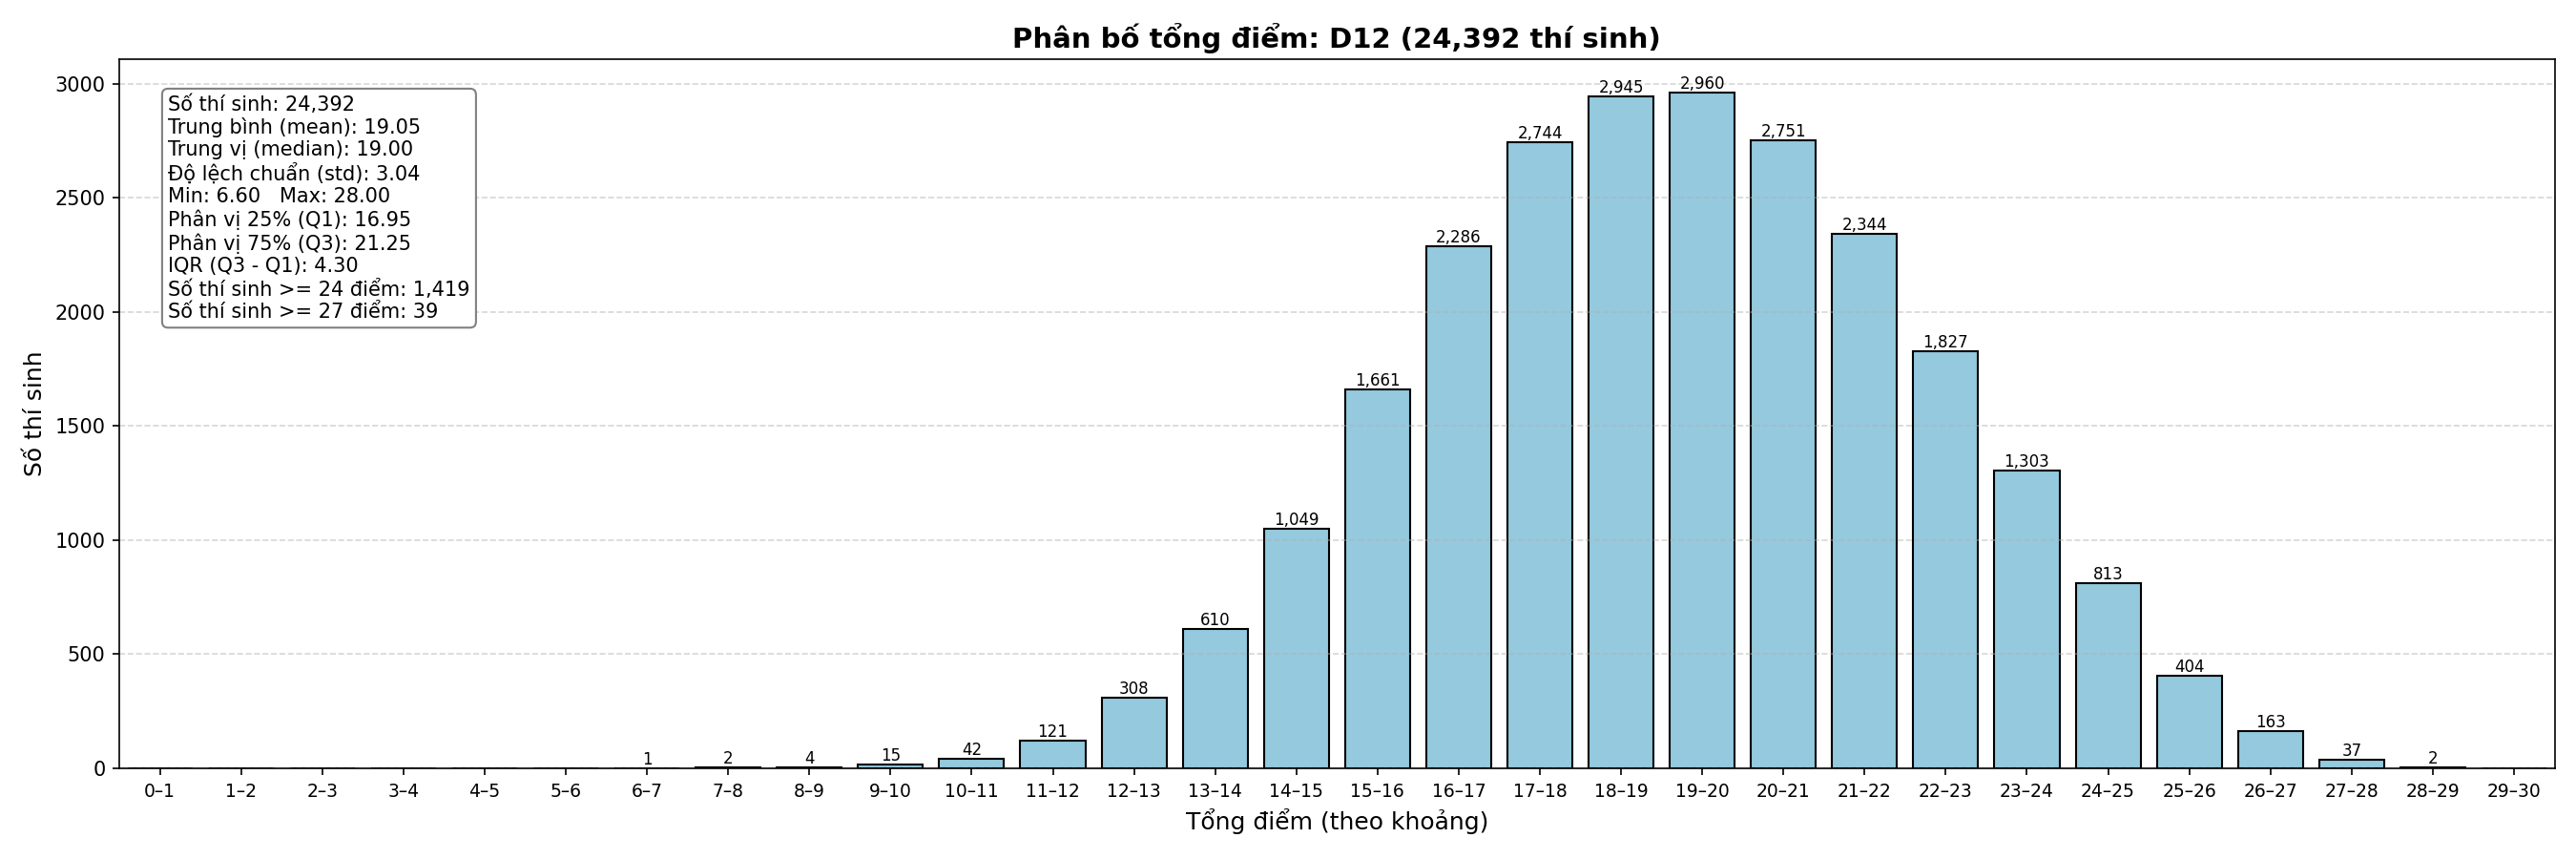 Phân bố tổng điểm: D12 (24,392 thí sinh)
Số thí sinh: 24,392
Trung bình (mean): 19.05
Trung vị (median): 19.00
Độ lệch chuẩn (std): 3.04
Min: 6.60   Max: 28.00
Phân vị 25% (Q1): 16.95
Phân vị 75% (Q3): 21.25
IQR (Q3 - Q1): 4.30
Số thí sinh >= 24 điểm: 1,419
Số thí sinh >= 27 điểm: 39
Số thí sinh
3000
2500
2000
1500
1000
500
0
1
2
4
15
42
121
308
610
1,049
1,661
2,286
2,744
2,945
2,960
2,751
2,344
1,827
1,303
813
404
163
37
2
0–1 1–2 2–3 3–4 4–5 5–6 6–7 7–8 8–9 9–10 10–11 11–12 12–13 13–14 14–15 15–16 16–17 17–18 18–19 19–20 20–21 21–22 22–23 23–24 24–25 25–26 26–27 27–28 28–29 29–30
Tổng điểm (theo khoảng)